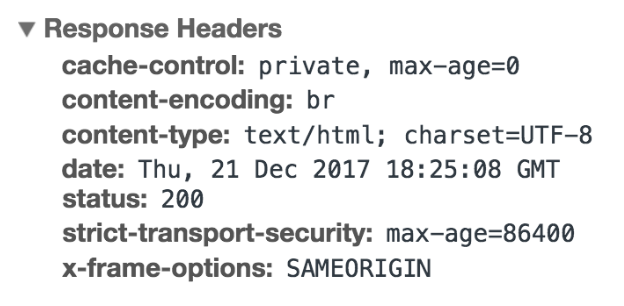 Response Headers
cache-control: private, max-age=0
content-encoding: br
content-type: text/html; charset=UTF-8
date: Thu, 21 Dec 2017 18:25:08 GMT
status: 200
strict-transport-security: max-age=86400
x-frame-options: SAMEORIGIN